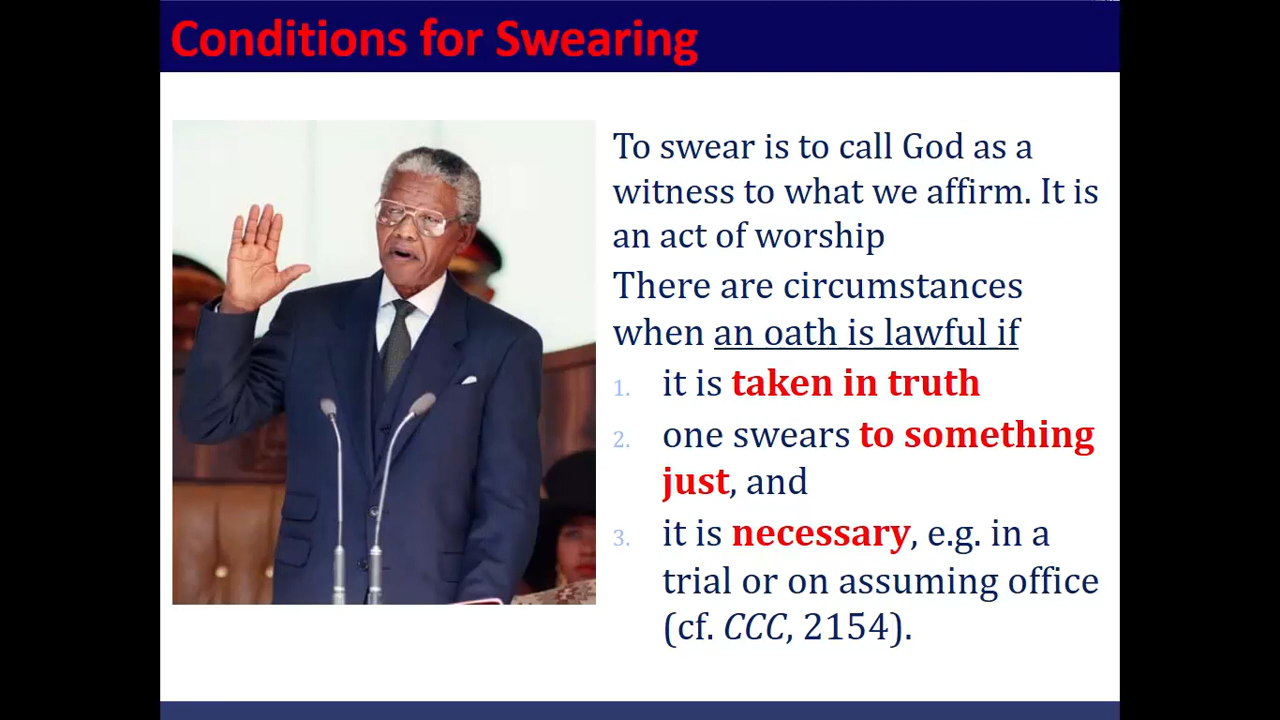 Conditions for Swearing
To swear is to call God as a
witness to what we affirm. It is
an act of worship
There are circumstances
when an oath is lawful if
1. it is taken in truth
2. one swears to something
just, and
3. it is necessary, e.g. in a
trial or on assuming office
(cf. CCC, 2154).